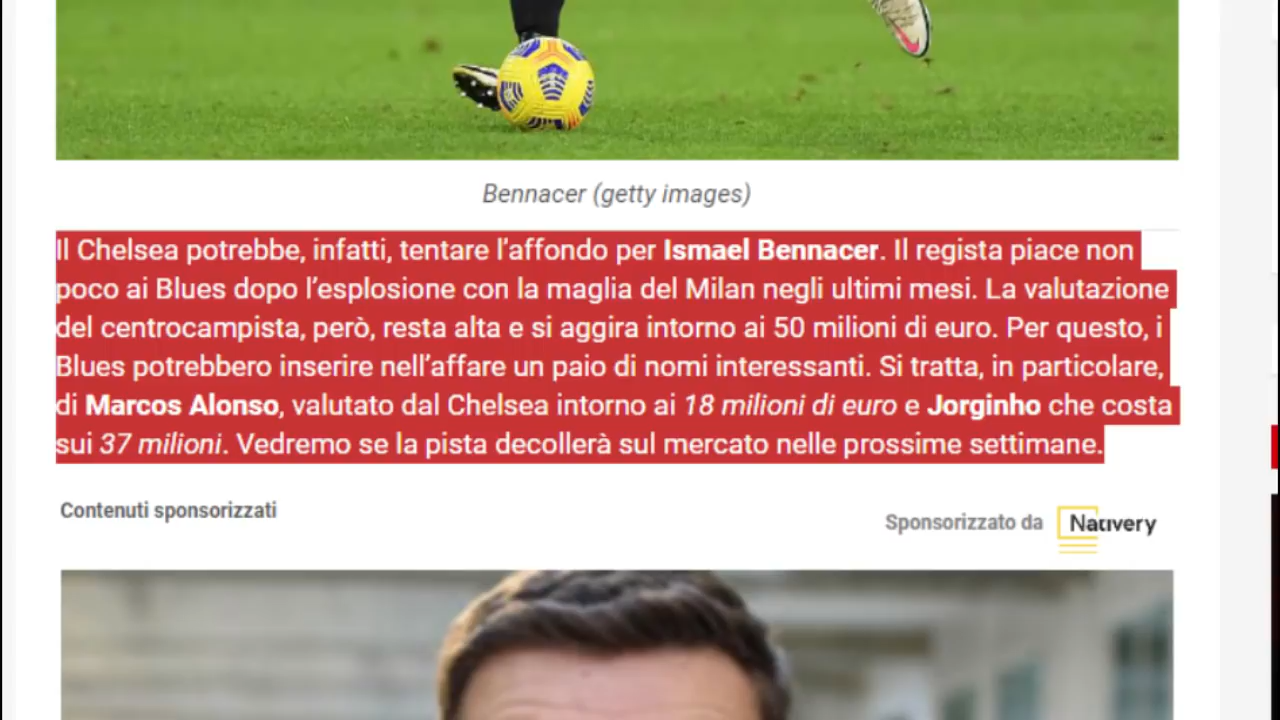 Bennacer (getty images)
Il Chelsea potrebbe, infatti, tentare l'affondo per Ismael Bennacer. Il regista piace non
poco ai Blues dopo l’esplosione con la maglia del Milan negli ultimi mesi. La valutazione
del centrocampista, però, resta alta e si aggira intorno ai 50 milioni di euro. Per questo, i
Blues potrebbero inserire nell’affare un paio di nomi interessanti. Si tratta, in particolare,
di Marcos Alonso, valutato dal Chelsea intorno ai 18 milioni di euro e Jorginho che costa
sui 37 milioni. Vedremo se la pista decollerà sul mercato nelle prossime settimane.
Contenuti sponsorizzati
Sponsorizzato da Nativery